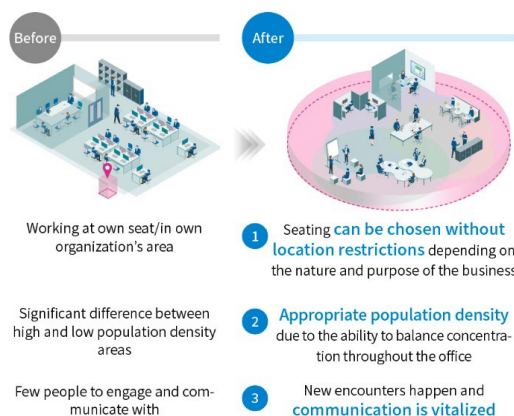 Before
After
Working at own seat/in own
organization's area
1
Seating can be chosen without
location restrictions depending on
the nature and purpose of the business
Significant difference between
high and low population density
areas
2
Appropriate population density
due to the ability to balance concentra-
tion throughout the office
Few people to engage and com-
municate with
3
New encounters happen and
communication is vitalized